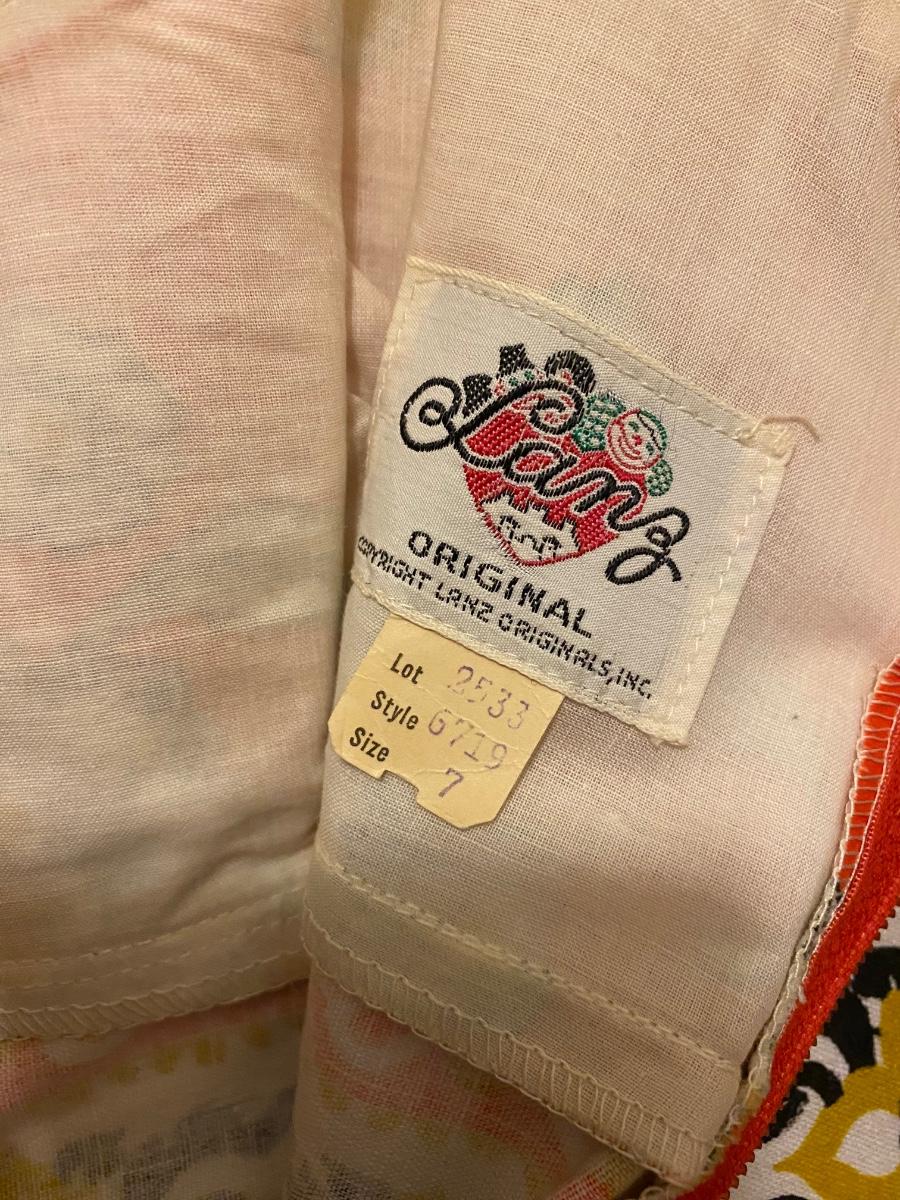 Lanz
ORIGINAL
COPYRIGHT LANZ ORIGINALS, INC.
Lot 2533
Style 6719
Size 7